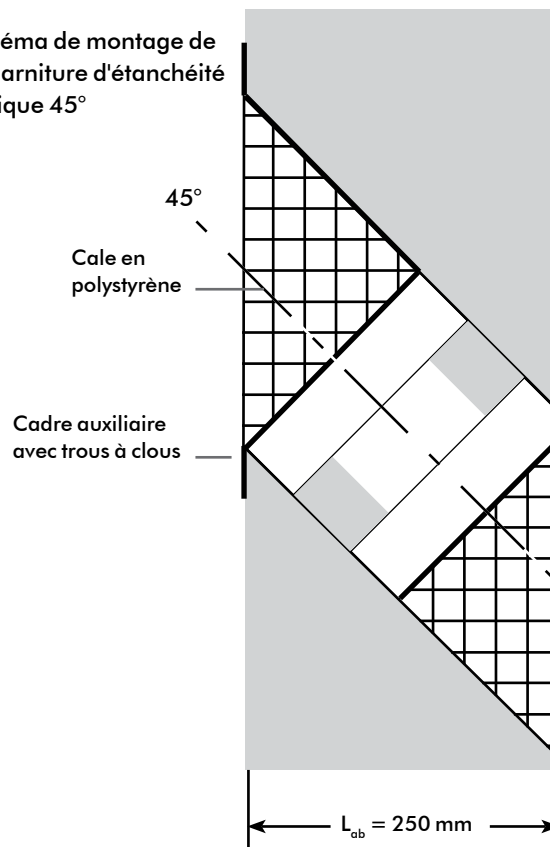 éma de montage de
arniture d'étanchéité
ique 45°
45°
Cale en
polystyrène
Cadre auxiliaire
avec trous à clous
L_ab = 250 mm